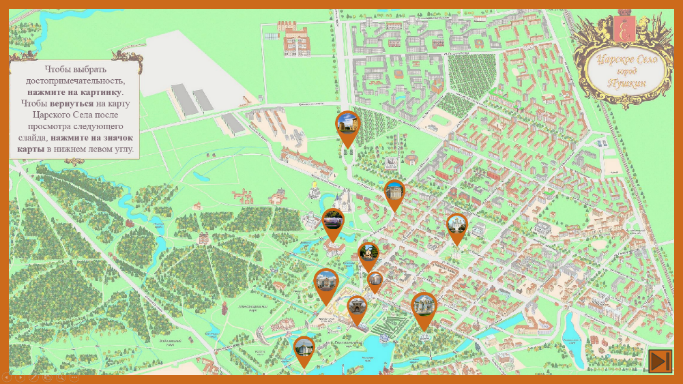 Чтобы выбрать
достопримечательность,
нажмите на картинку.
Чтобы вернуться на карту
Царского Села после
просмотра следующего
слайда, нажмите на значок
карты в нижнем левом углу.
Царское Село
город
Пушкин